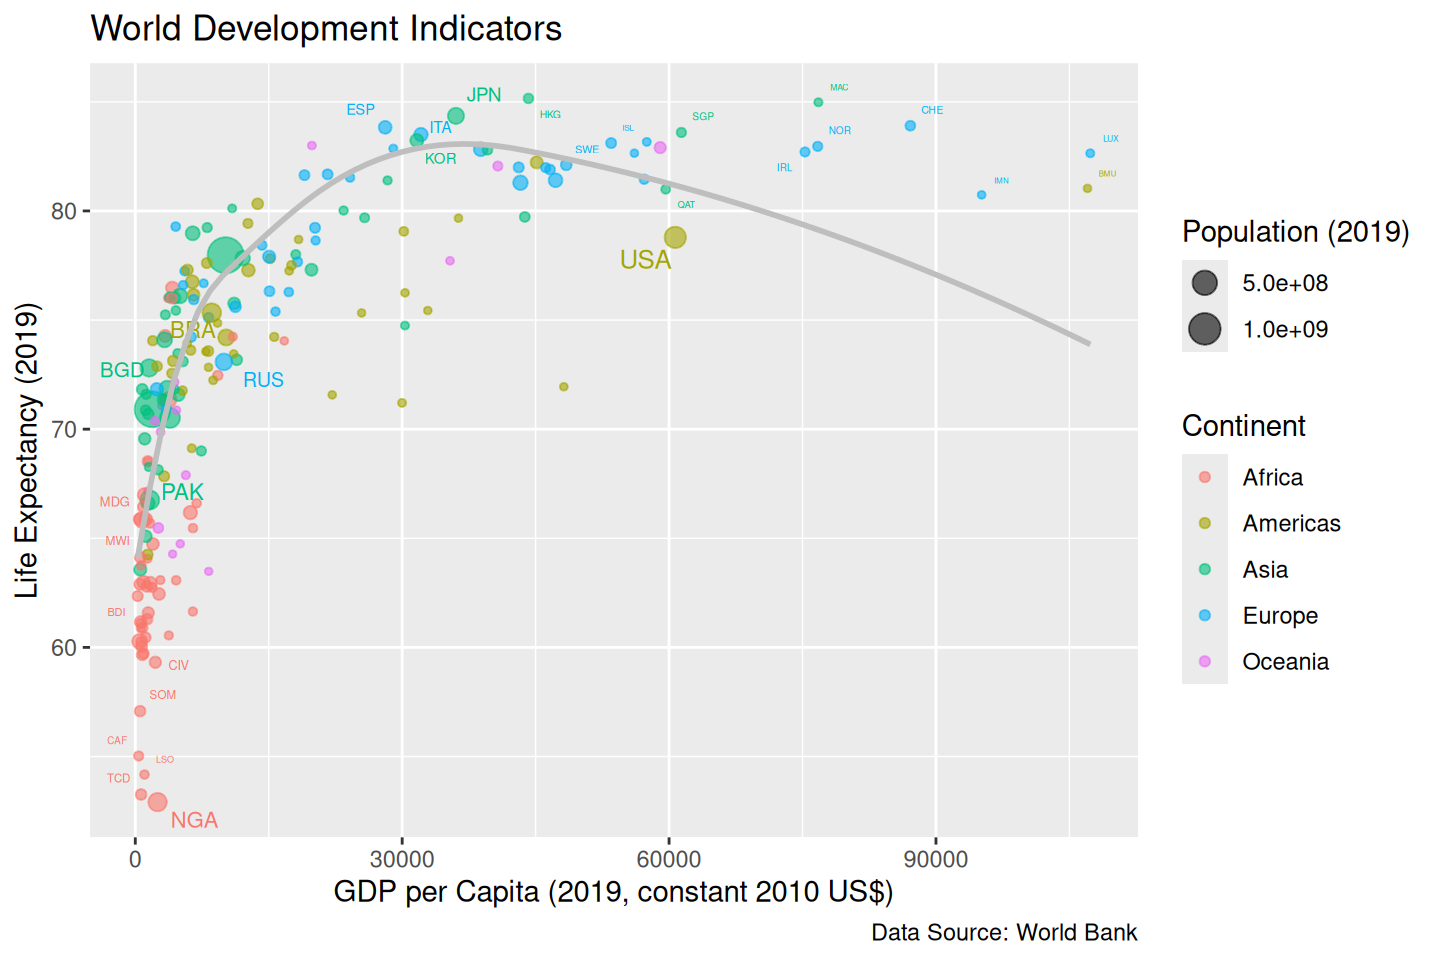 World Development Indicators
MAC
JPN
ESP
HKG
SGP
CHE
ITA
ISL
NOR
LUX
SWE
KOR
IRL
BMU
IMN
QAT
80
USA
BRA
BGD
RUS
70
PAK
MDG
MWI
BDI
60
CIV
SOM
CAF
LSO
TCD
NGA
Life Expectancy (2019)
0
30000
60000
90000
GDP per Capita (2019, constant 2010 US$)
Data Source: World Bank
Population (2019)
5.0e+08
1.0e+09
Continent
Africa
Americas
Asia
Europe
Oceania